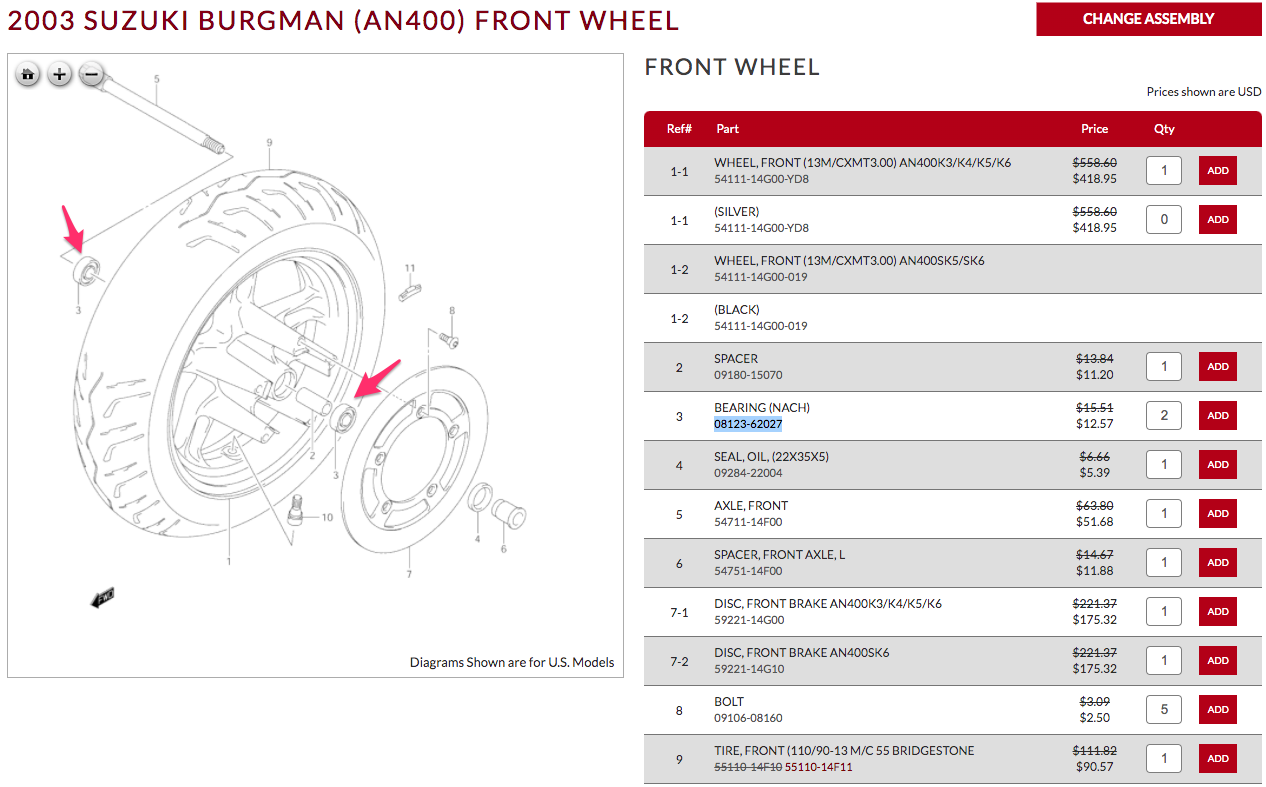 2003 SUZUKI BURGMAN (AN400) FRONT WHEEL
CHANGE ASSEMBLY
5
9
3
11
8
2
3
10
4
6
1
7
FWD
Diagrams Shown are for U.S. Models
FRONT WHEEL
Prices shown are USD
Ref# Part Price Qty
1-1 WHEEL, FRONT (13M/CXMT3.00) AN400K3/K4/K5/K6 $558.60
54111-14G00-YD8 $418.95 1 ADD
1-1 (SILVER) $558.60
54111-14G00-YD8 $418.95 0 ADD
1-2 WHEEL, FRONT (13M/CXMT3.00) AN400SK5/SK6
54111-14G00-019
1-2 (BLACK)
54111-14G00-019
2 SPACER $13.84
09180-15070 $11.20 1 ADD
3 BEARING (NACH) $15.51
08123-62027 $12.57 2 ADD
4 SEAL, OIL, (22X35X5) $6.66
09284-22004 $5.39 1 ADD
5 AXLE, FRONT $63.80
54711-14F00 $51.68 1 ADD
6 SPACER, FRONT AXLE, L $14.67
54751-14F00 $11.88 1 ADD
7-1 DISC, FRONT BRAKE AN400K3/K4/K5/K6 $221.37
59221-14G00 $175.32 1 ADD
7-2 DISC, FRONT BRAKE AN400SK6 $221.37
59221-14G10 $175.32 1 ADD
8 BOLT $3.09
09106-08160 $2.50 5 ADD
9 TIRE, FRONT (110/90-13 M/C 55 BRIDGESTONE $111.82
55110-14F10 55110-14F11 $90.57 1 ADD